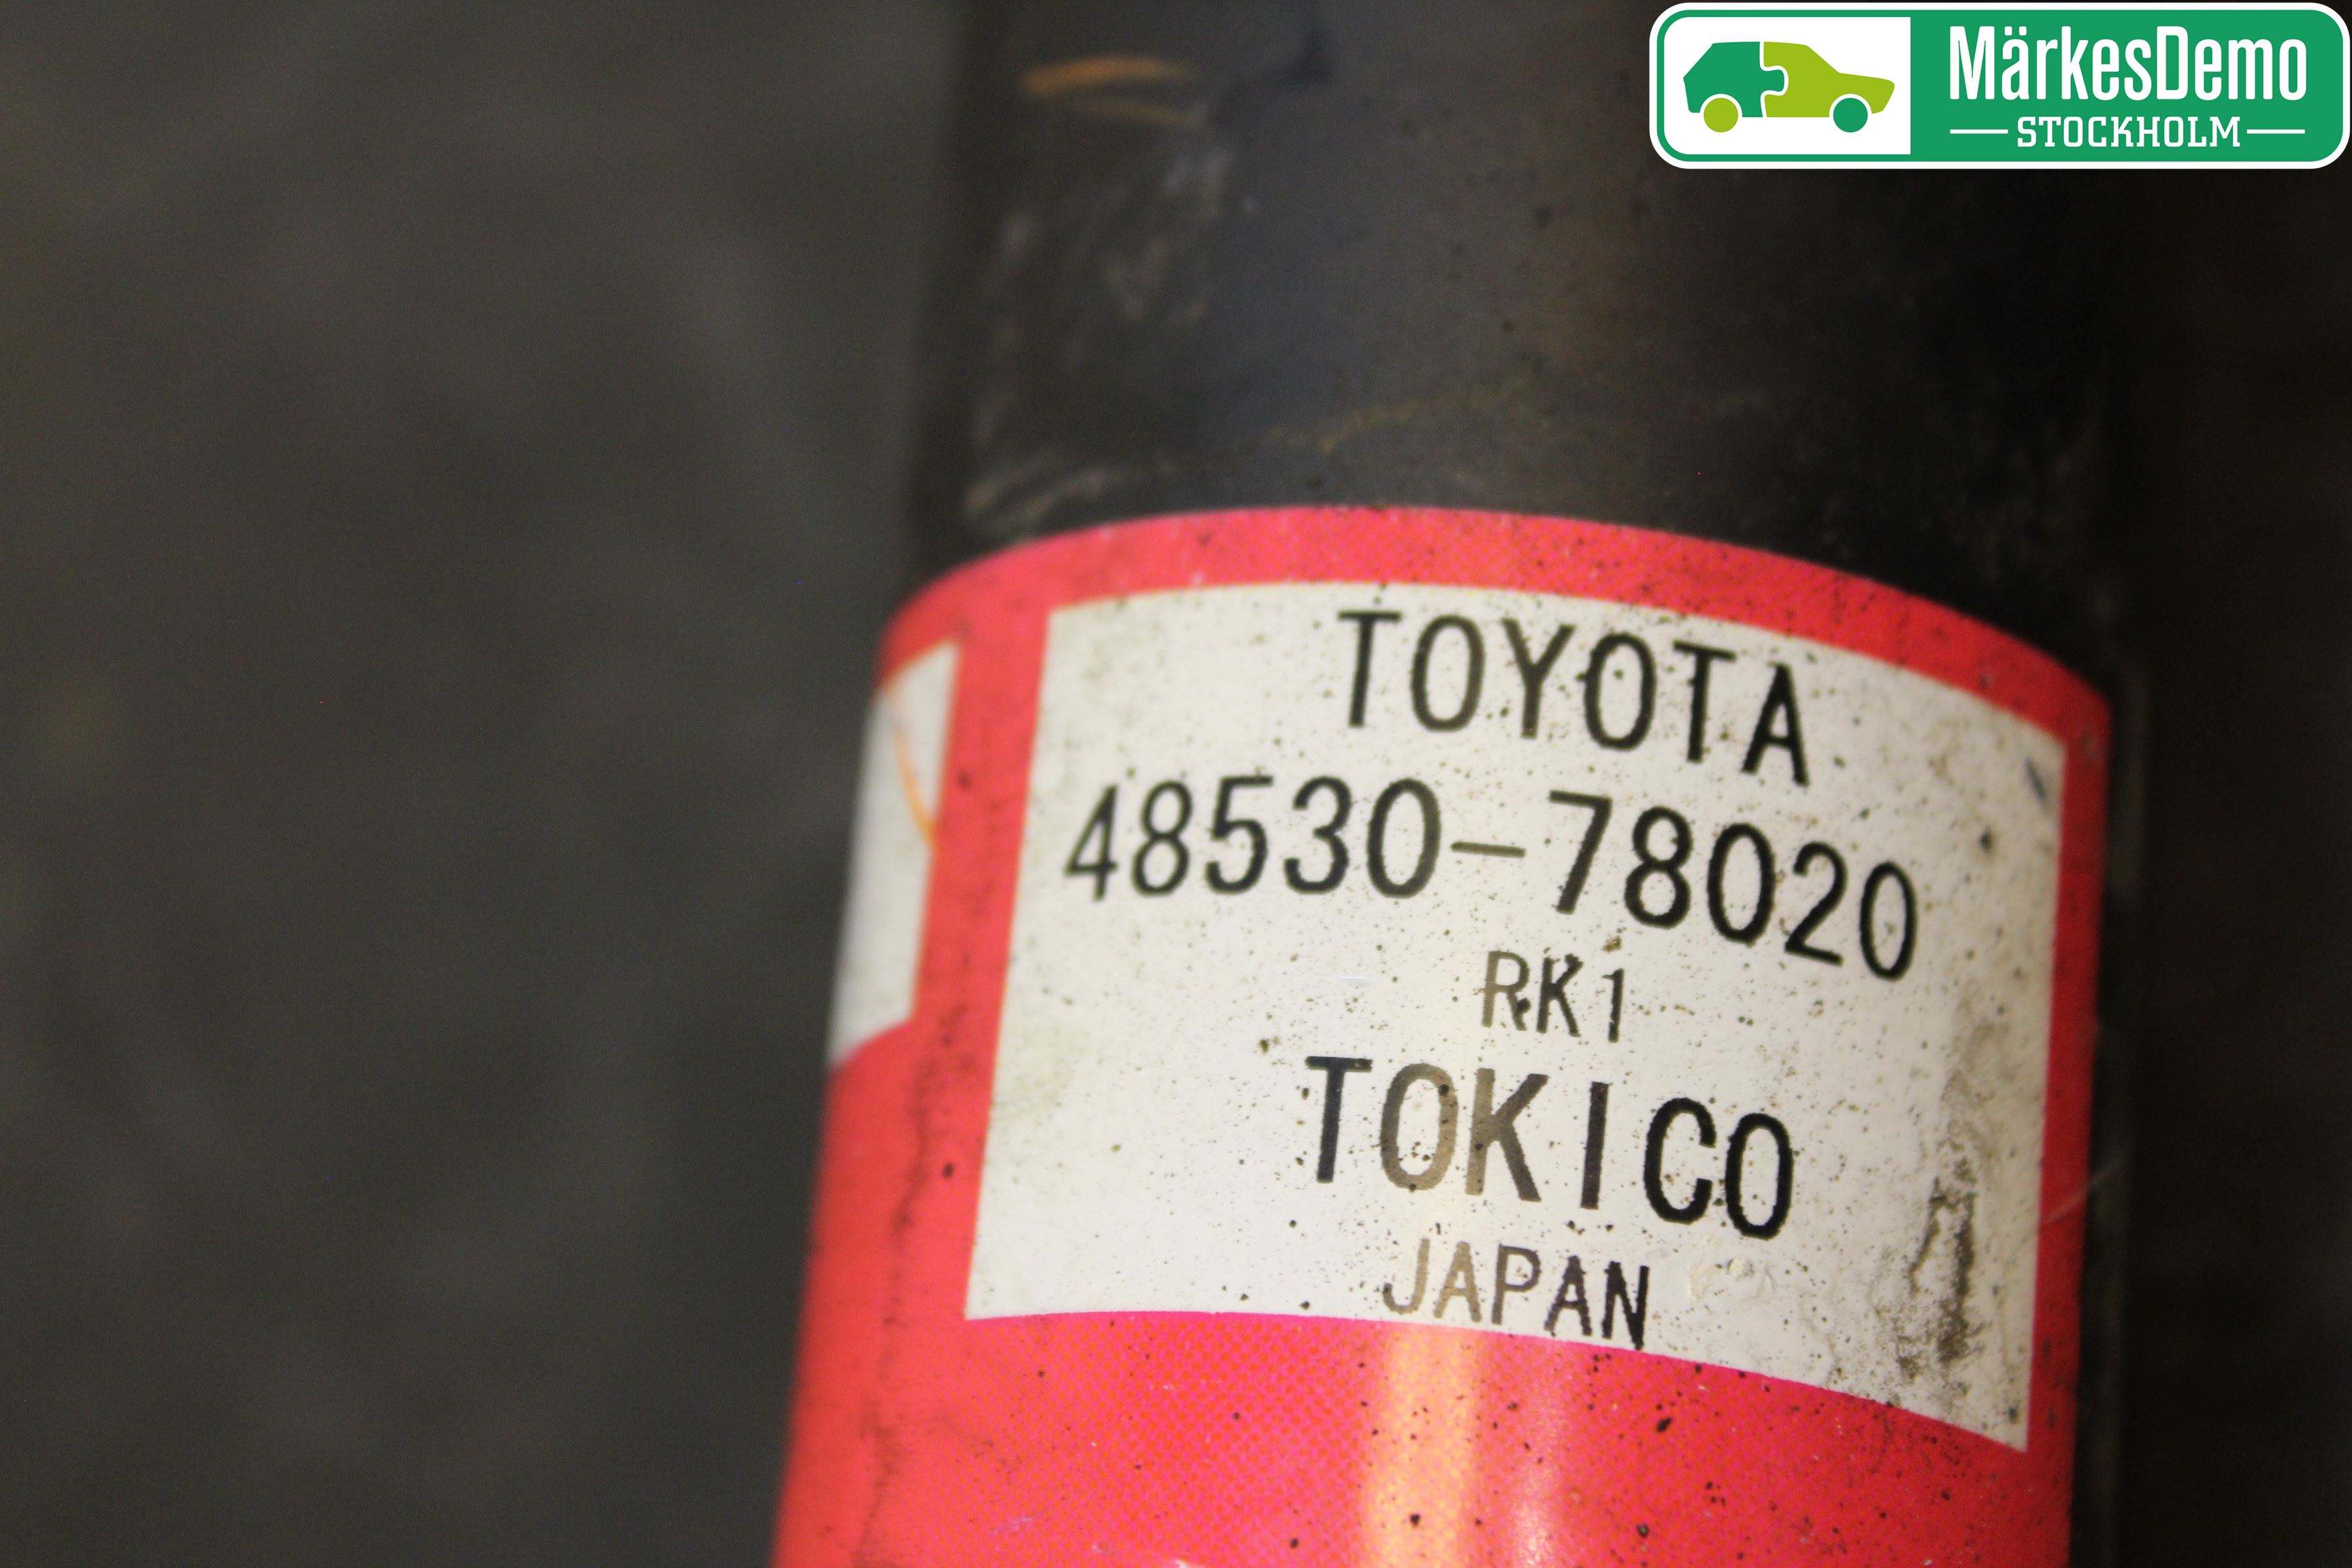 MärkesDemo
STOCKHOLM
TOYOTA
48530-78020
RK1
TOKICO
JAPAN